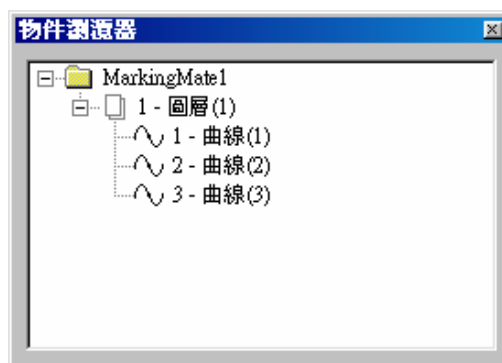 物件瀏覽器
MarkingMate1
1 - 圖層(1)
1 - 曲線(1)
2 - 曲線(2)
3 - 曲線(3)